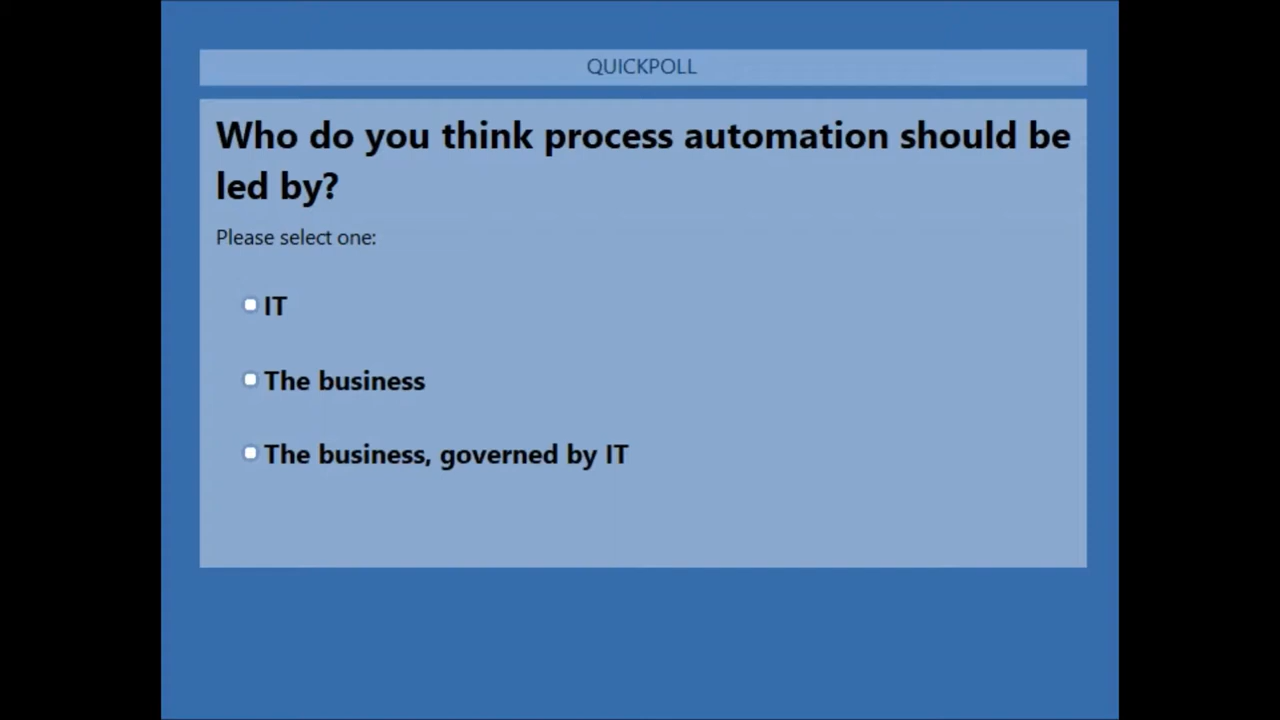 QUICKPOLL
Who do you think process automation should be
led by?
Please select one:
IT
The business
The business, governed by IT